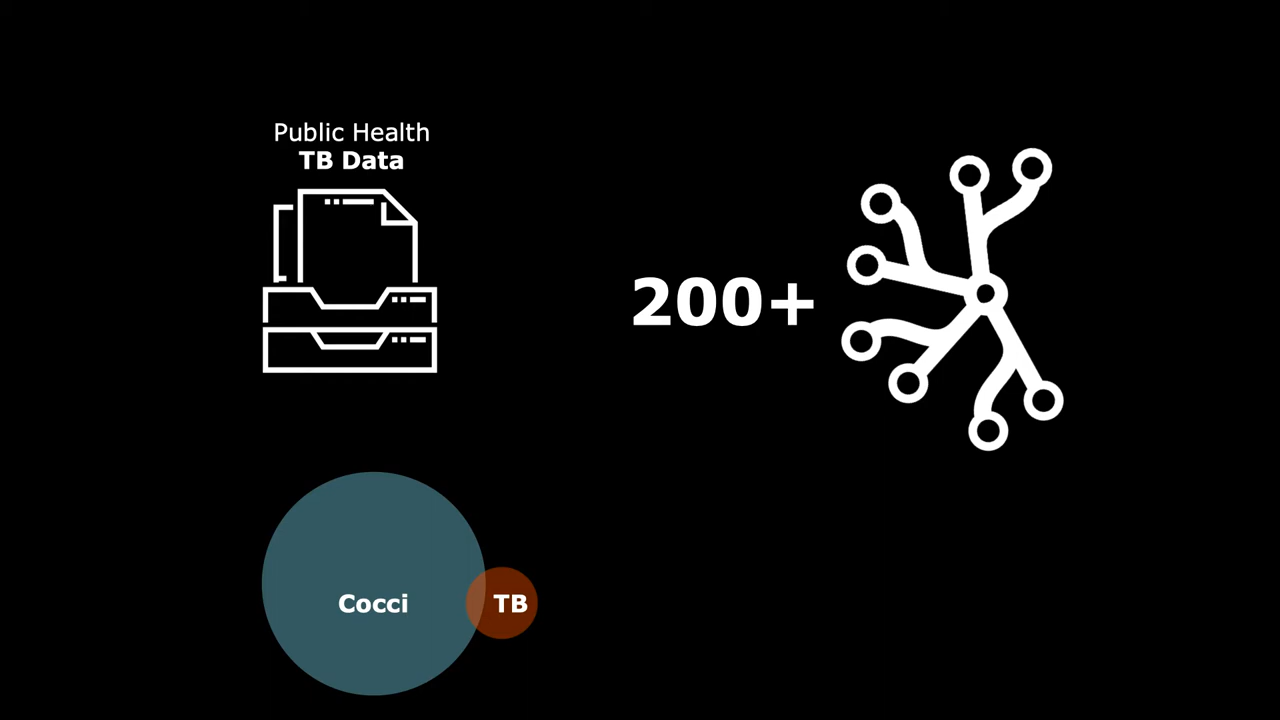 Public Health
TB Data
200+
Cocci
TB